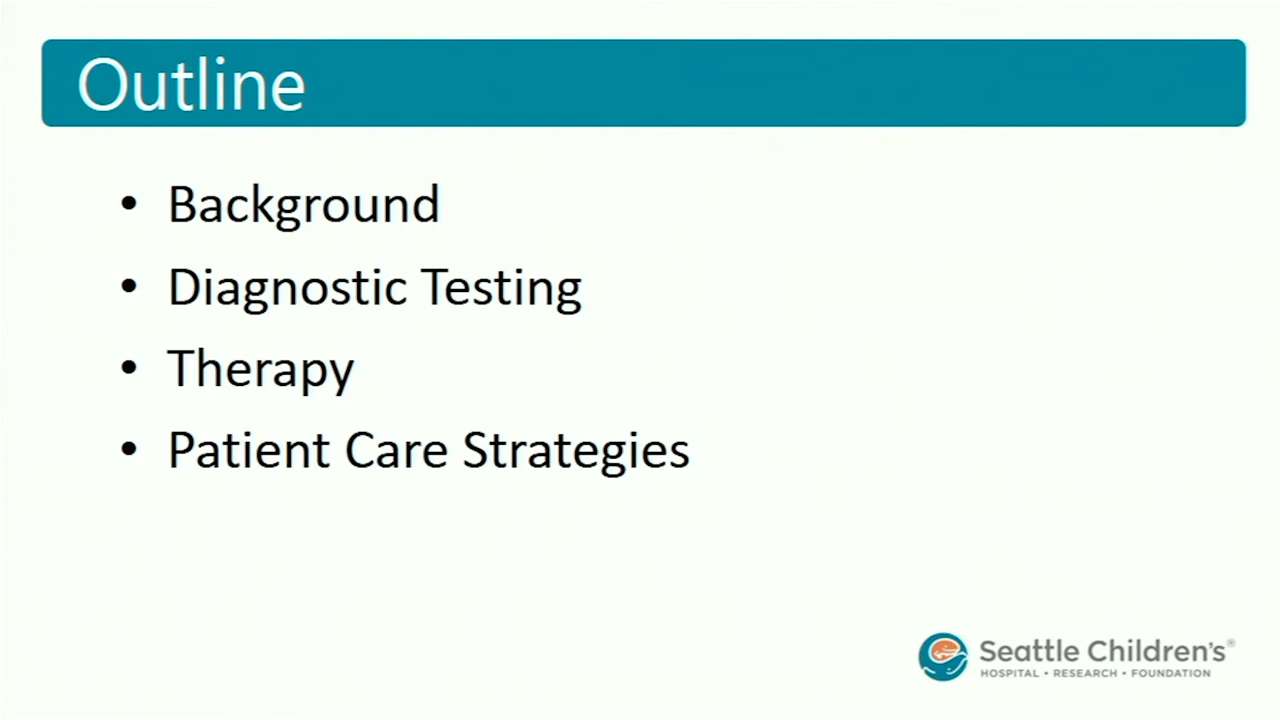 Outline
• Background
• Diagnostic Testing
• Therapy
• Patient Care Strategies
Seattle Children's®
HOSPITAL • RESEARCH • FOUNDATION